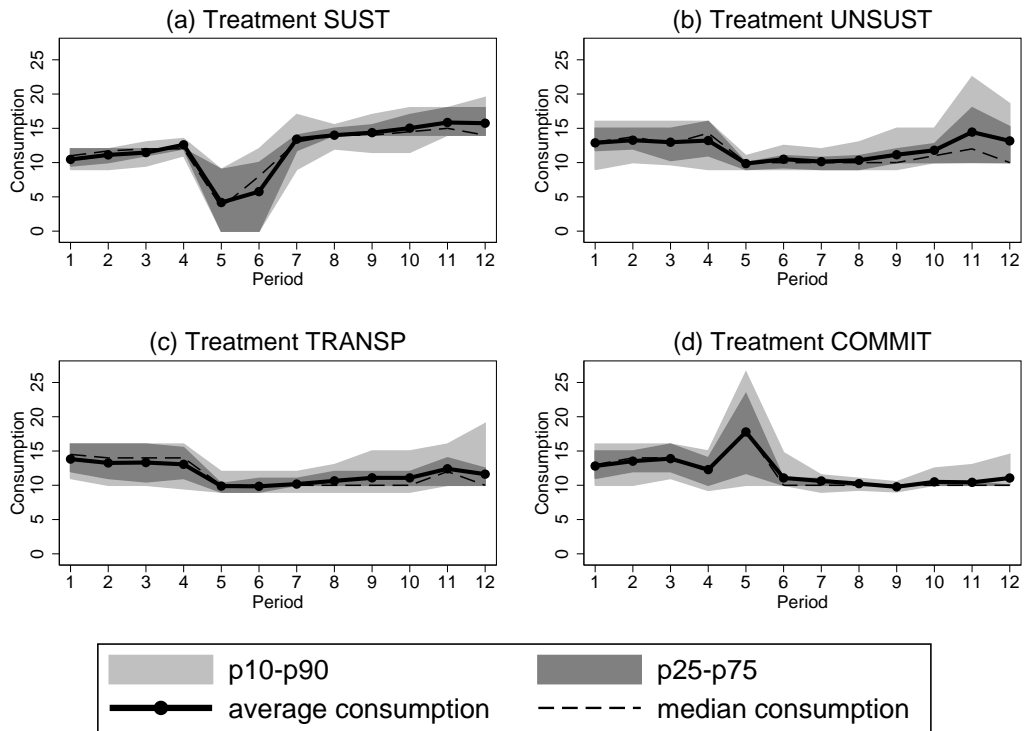 (a) Treatment SUST
Consumption
25
20
15
10
5
0
1 2 3 4 5 6 7 8 9 10 11 12
Period
(b) Treatment UNSUST
Consumption
25
20
15
10
5
0
1 2 3 4 5 6 7 8 9 10 11 12
Period
(c) Treatment TRANSP
Consumption
25
20
15
10
5
0
1 2 3 4 5 6 7 8 9 10 11 12
Period
(d) Treatment COMMIT
Consumption
25
20
15
10
5
0
1 2 3 4 5 6 7 8 9 10 11 12
Period
p10-p90 p25-p75
average consumption median consumption